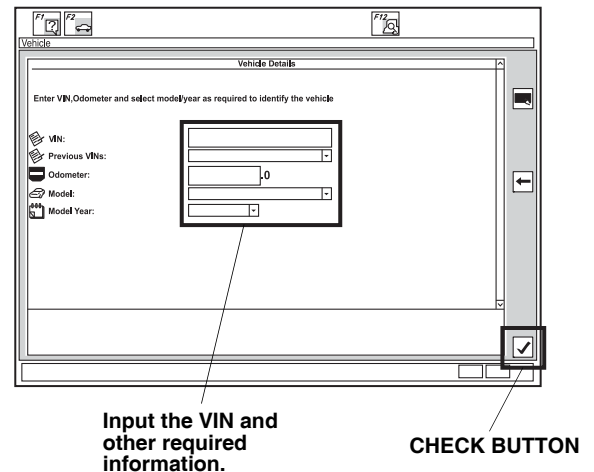 F1 F2 F12
Vehicle
Vehicle Details
Enter VIN,Odometer and select model/year as required to identify the vehicle
VIN:
Previous VINs:
Odometer: .0
Model:
Model Year:
Input the VIN and
other required
information.
CHECK BUTTON